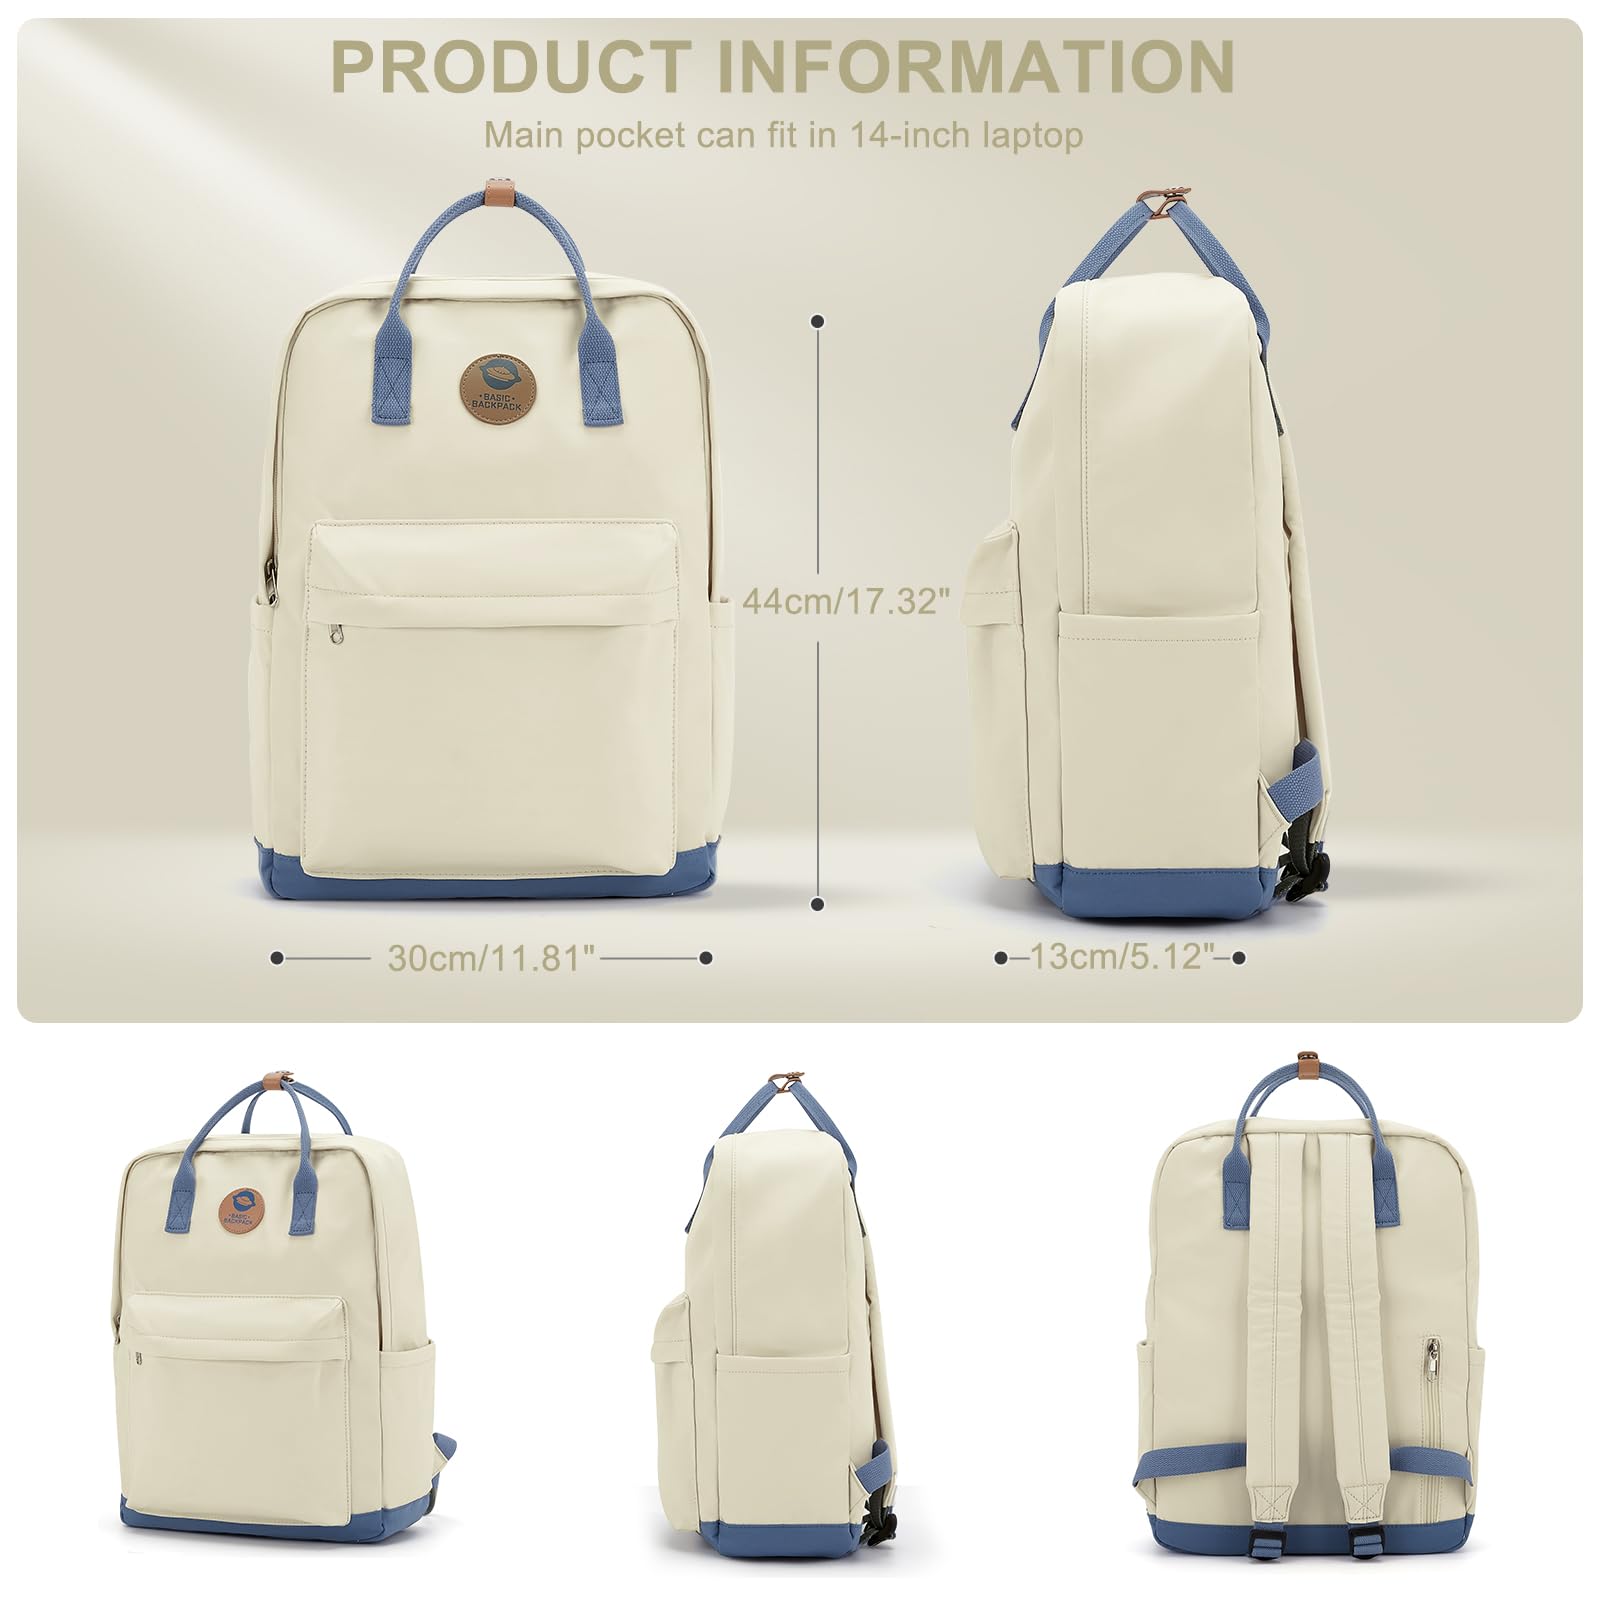 PRODUCT INFORMATION
Main pocket can fit in 14-inch laptop
·BASIC·
BACKPACK
44cm/17.32"
30cm/11.81"
13cm/5.12"
·BASIC·
BACKPACK